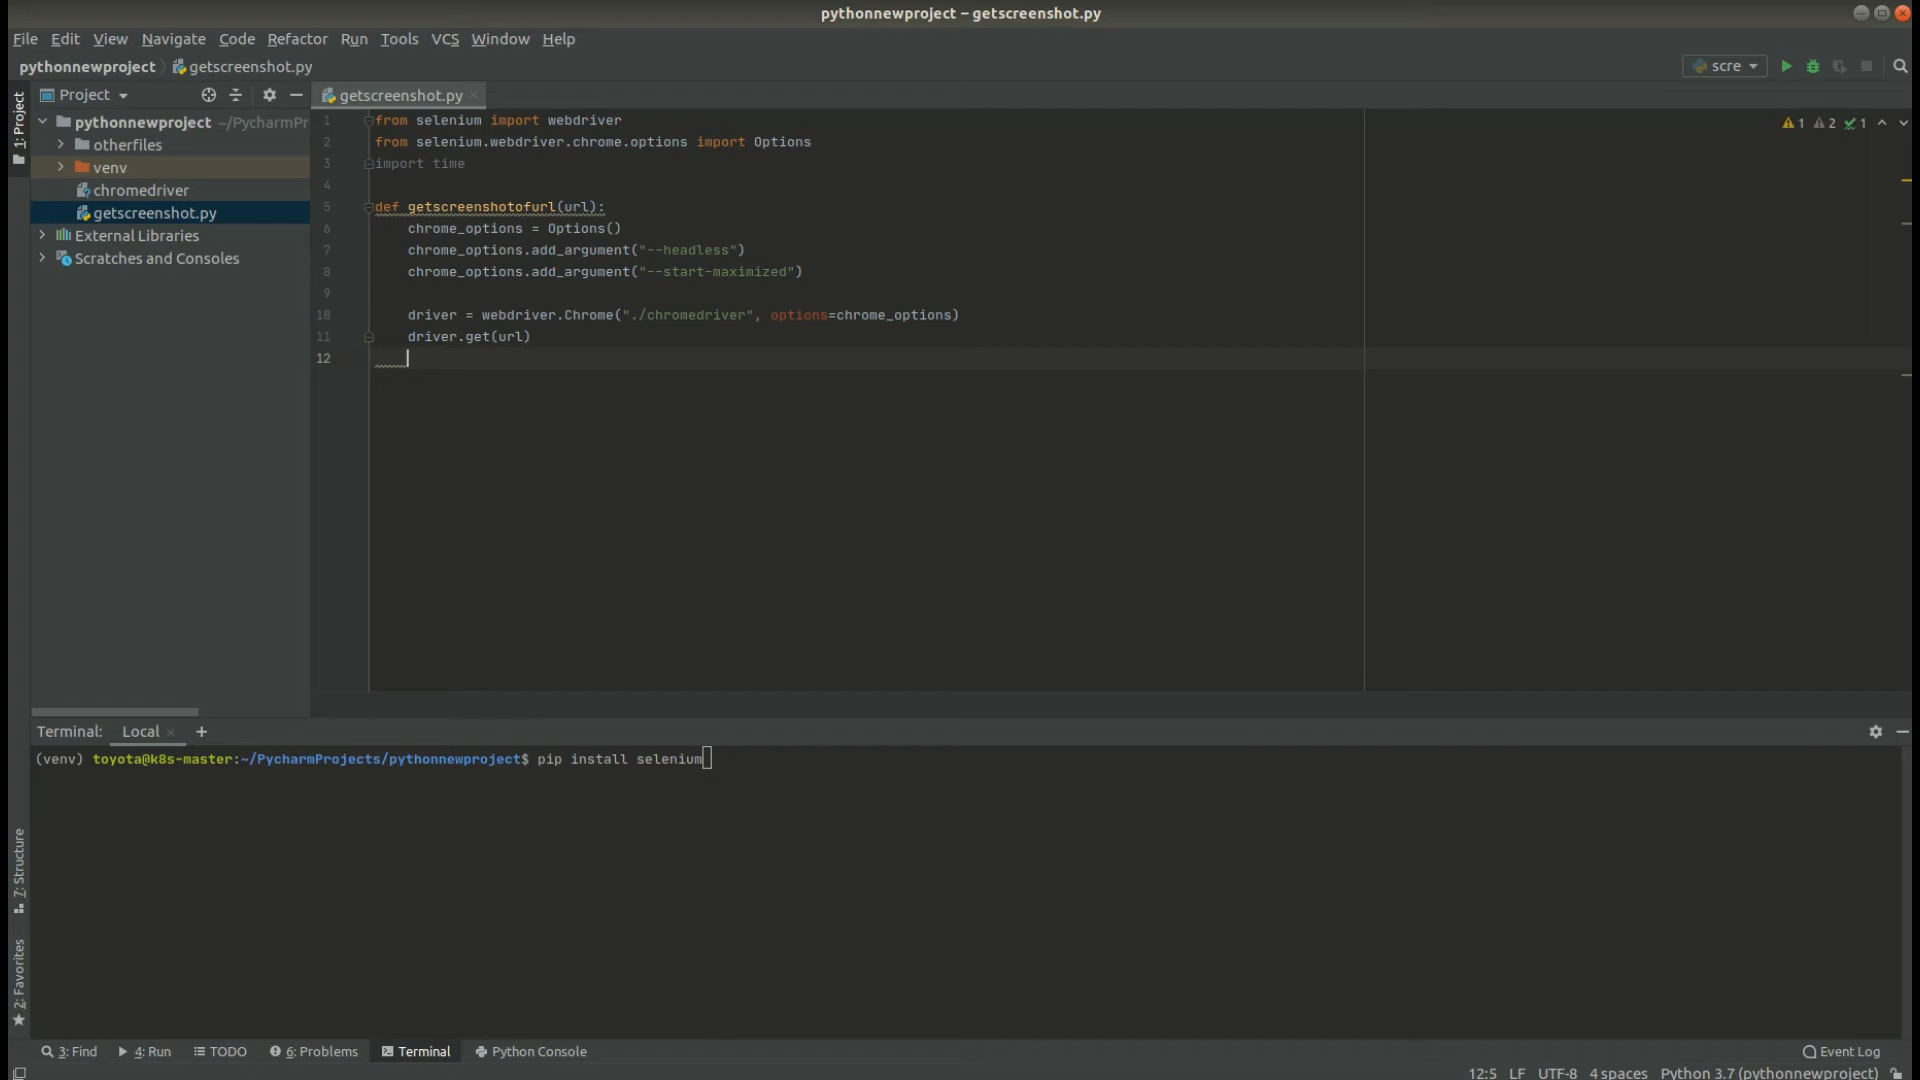 pythonnewproject – getscreenshot.py
File Edit View Navigate Code Refactor Run Tools VCS Window Help
pythonnewproject getscreenshot.py
scre
1: Project
Project
getscreenshot.py
pythonnewproject ~/PycharmPr
otherfiles
venv
chromedriver
getscreenshot.py
External Libraries
Scratches and Consoles
1 from selenium import webdriver
2 from selenium.webdriver.chrome.options import Options
3 import time
4
5 def getscreenshotofurl(url):
6 chrome_options = Options()
7 chrome_options.add_argument("--headless")
8 chrome_options.add_argument("--start-maximized")
9
10 driver = webdriver.Chrome("./chromedriver", options=chrome_options)
11 driver.get(url)
12
1 2 1
Terminal: Local +
(venv) toyota@k8s-master:~/PycharmProjects/pythonnewproject$ pip install selenium
7: Structure
2: Favorites
3: Find 4: Run TODO 6: Problems Terminal Python Console Event Log
12:5 LF UTF-8 4 spaces Python 3.7 (pythonnewproject)